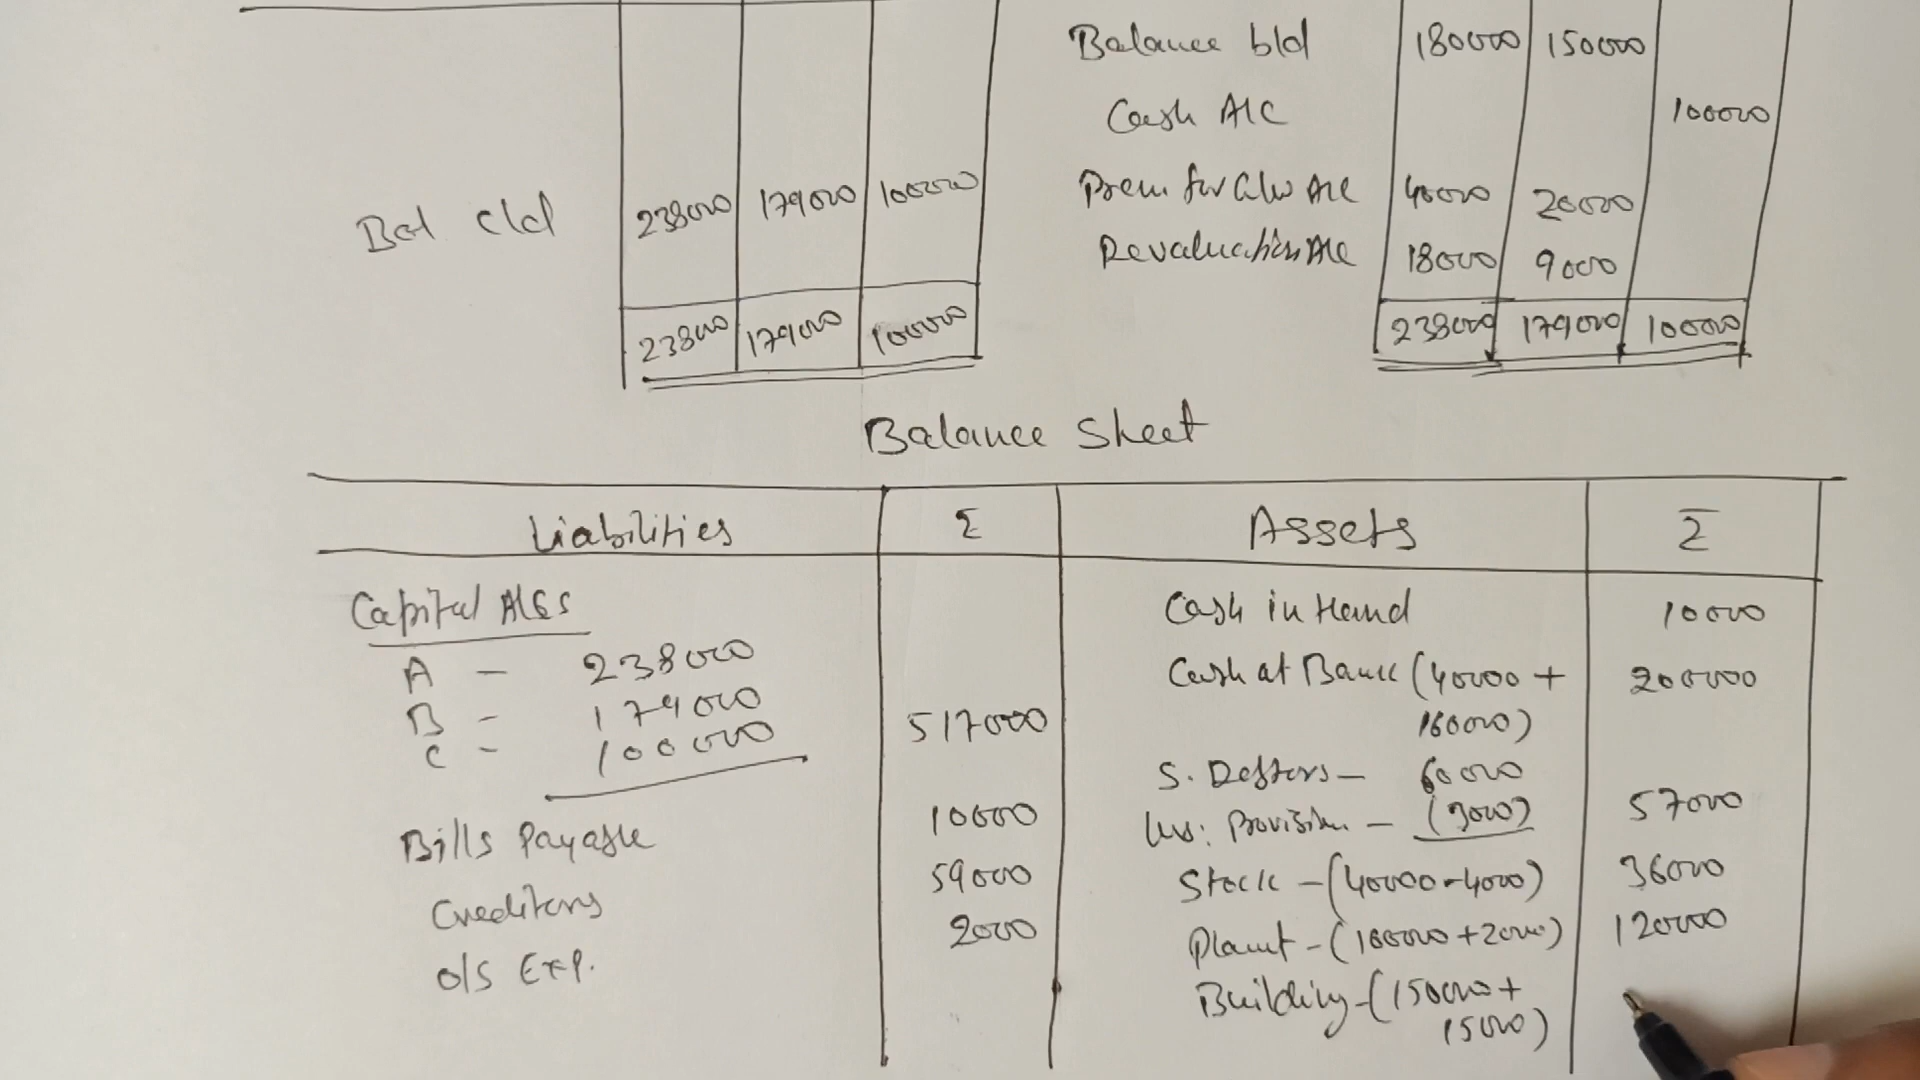 Balance b/d 180000 150000
Cash A/C 100000
Prem for G/w A/c 40000 20000
Bal c/d 238000 179000 100000
Revaluation A/c 18000 9000
238000 179000 100000
238000 179000 100000
Balance Sheet
Liabilities Σ Assets Σ
Capital A/Cs
A - 238000
B - 179000
C - 100000
517000
Bills Payable 10000
Creditors 59000
O/S Exp. 2000
Cash in Hand 10000
Cash at Bank (40000 + 200000
160000)
S. Debtors - 60000
Less: Provision - (3000) 57000
Stock - (40000-4000) 36000
Plant - (100000+20000) 120000
Building - (150000+
15000)